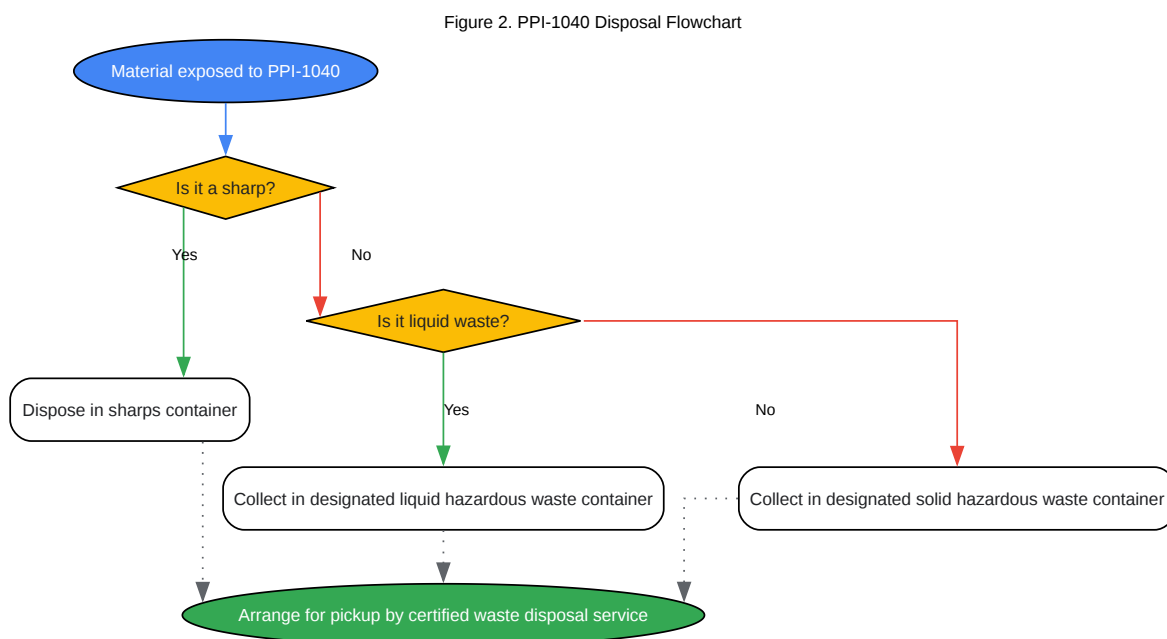 Figure 2. PPI-1040 Disposal Flowchart
Material exposed to PPI-1040
Is it a sharp?
Yes
No
Is it liquid waste?
Dispose in sharps container
Yes
No
Collect in designated liquid hazardous waste container
Collect in designated solid hazardous waste container
Arrange for pickup by certified waste disposal service